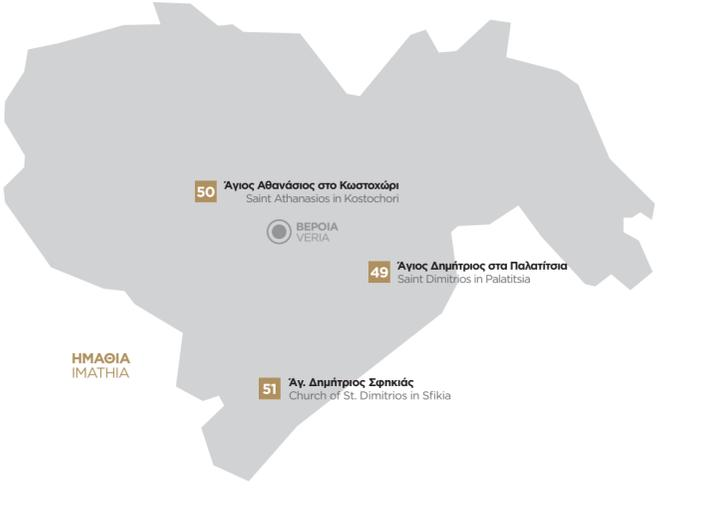 50
Άγιος Αθανάσιος στο Κωστοχώρι
Saint Athanasios in Kostochori
ΒΕΡΟΙΑ
VERIA
49
Άγιος Δημήτριος στα Παλατίτσια
Saint Dimitrios in Palatitsia
ΗΜΑΘΙΑ
IMATHIA
51
Άγ. Δημήτριος Σφηκιάς
Church of St. Dimitrios in Sfikia